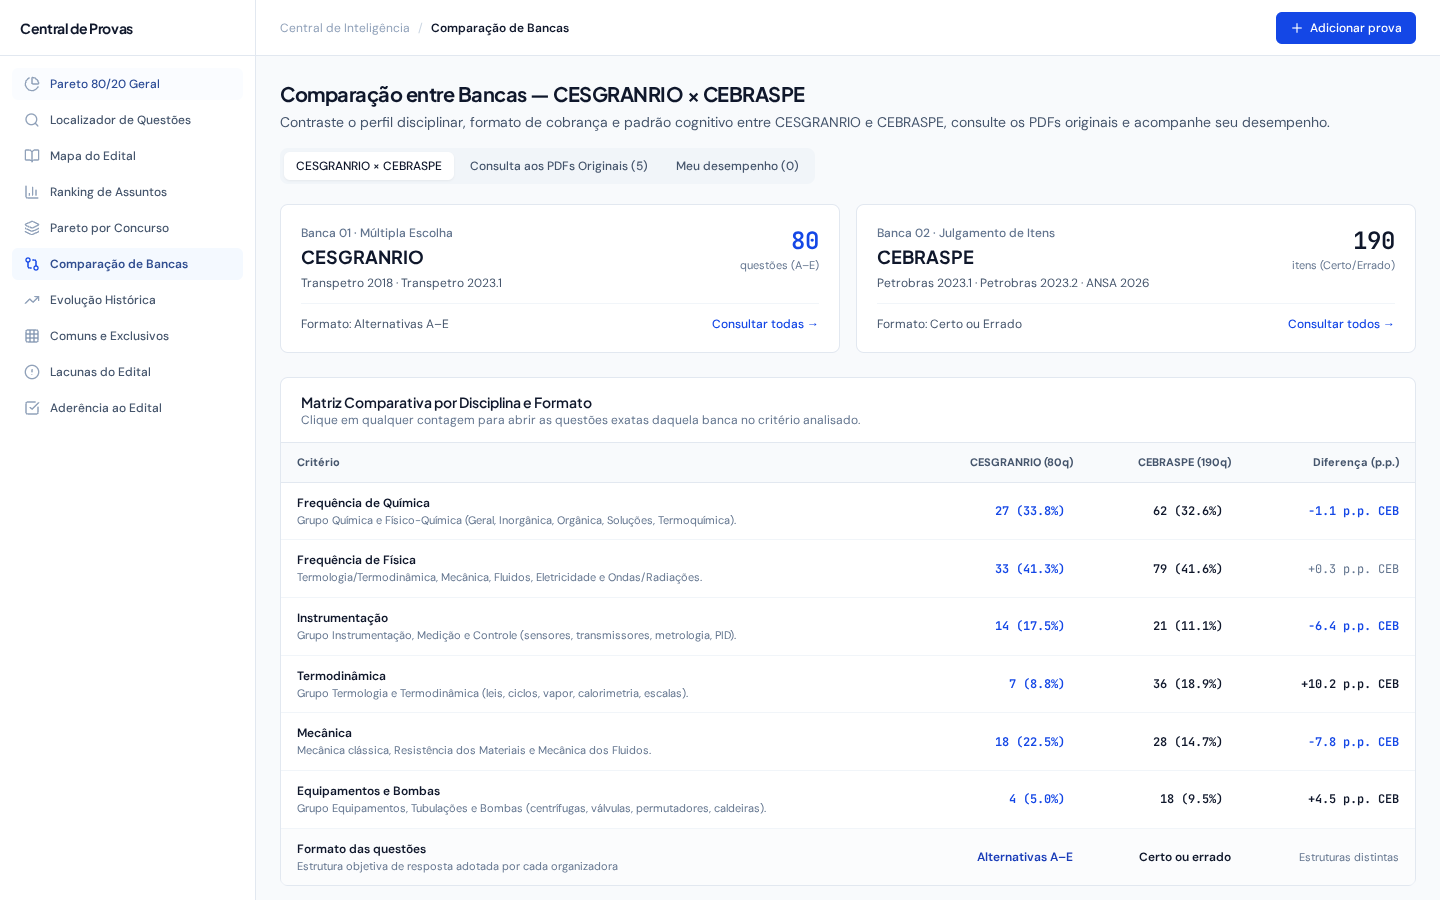 Central de Provas
Central de Inteligência / Comparação de Bancas
Adicionar prova
Pareto 80/20 Geral
Localizador de Questões
Mapa do Edital
Ranking de Assuntos
Pareto por Concurso
Comparação de Bancas
Evolução Histórica
Comuns e Exclusivos
Lacunas do Edital
Aderência ao Edital
Comparação entre Bancas — CESGRANRIO × CEBRASPE
Contraste o perfil disciplinar, formato de cobrança e padrão cognitivo entre CESGRANRIO e CEBRASPE, consulte os PDFs originais e acompanhe seu desempenho.
CESGRANRIO × CEBRASPE
Consulta aos PDFs Originais (5)
Meu desempenho (0)
Banca 01 · Múltipla Escolha
CESGRANRIO
Transpetro 2018 · Transpetro 2023.1
80
questões (A–E)
Formato: Alternativas A–E
Consultar todas →
Banca 02 · Julgamento de Itens
CEBRASPE
Petrobras 2023.1 · Petrobras 2023.2 · ANSA 2026
190
itens (Certo/Errado)
Formato: Certo ou Errado
Consultar todos →
Matriz Comparativa por Disciplina e Formato
Clique em qualquer contagem para abrir as questões exatas daquela banca no critério analisado.
Critério CESGRANRIO (80q) CEBRASPE (190q) Diferença (p.p.)
Frequência de Química
Grupo Química e Físico-Química (Geral, Inorgânica, Orgânica, Soluções, Termoquímica).
27 (33.8%) 62 (32.6%) -1.1 p.p. CEB
Frequência de Física
Termologia/Termodinâmica, Mecânica, Fluidos, Eletricidade e Ondas/Radiações.
33 (41.3%) 79 (41.6%) +0.3 p.p. CEB
Instrumentação
Grupo Instrumentação, Medição e Controle (sensores, transmissores, metrologia, PID).
14 (17.5%) 21 (11.1%) -6.4 p.p. CEB
Termodinâmica
Grupo Termologia e Termodinâmica (leis, ciclos, vapor, calorimetria, escalas).
7 (8.8%) 36 (18.9%) +10.2 p.p. CEB
Mecânica
Mecânica clássica, Resistência dos Materiais e Mecânica dos Fluidos.
18 (22.5%) 28 (14.7%) -7.8 p.p. CEB
Equipamentos e Bombas
Grupo Equipamentos, Tubulações e Bombas (centrífugas, válvulas, permutadores, caldeiras).
4 (5.0%) 18 (9.5%) +4.5 p.p. CEB
Formato das questões
Estrutura objetiva de resposta adotada por cada organizadora
Alternativas A–E Certo ou errado Estruturas distintas